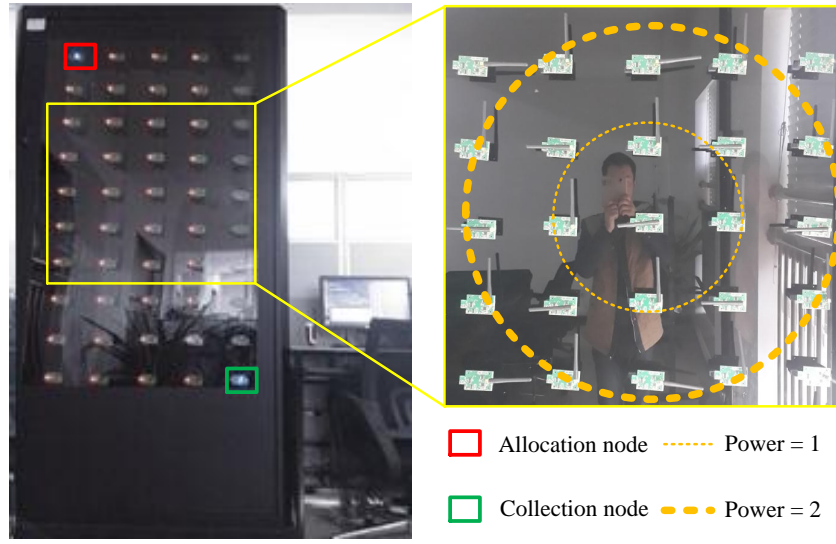 Allocation node Power = 1
Collection node Power = 2